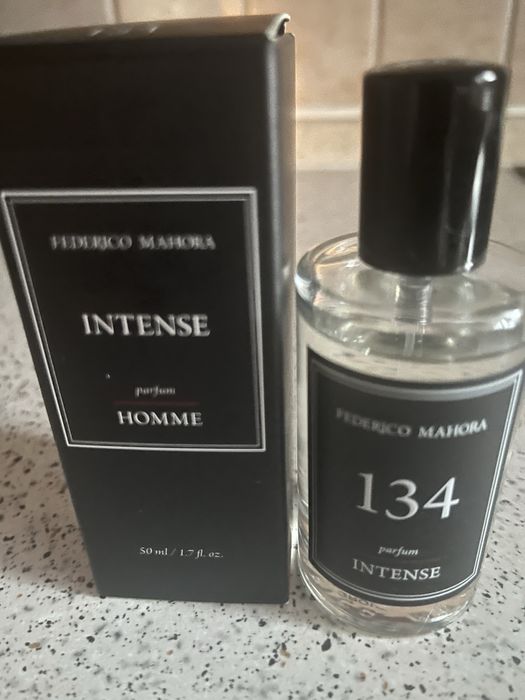 FEDERICO MAHORA
INTENSE
parfum
HOMME
50 ml / 1.7 fl. oz.
FEDERICO MAHORA
134
parfum
INTENSE